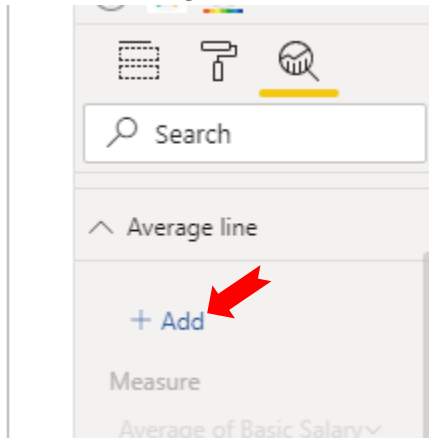 Search
Average line
+ Add
Measure
Average of Basic Salary